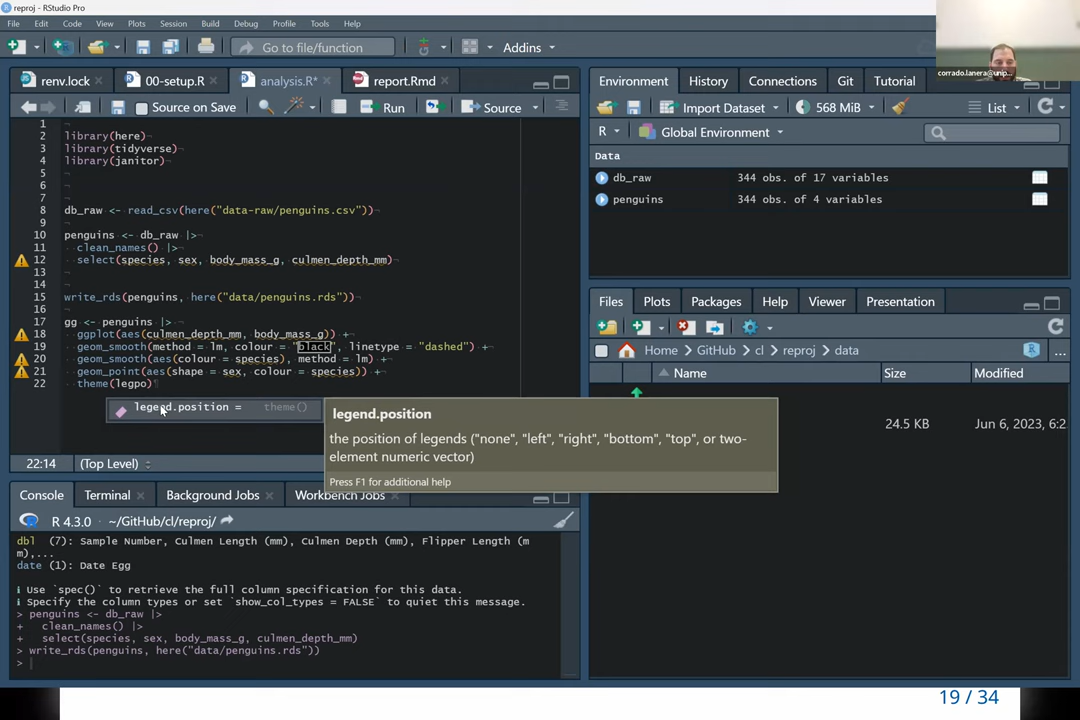 reproj - RStudio Pro
File Edit Code View Plots Session Build Debug Profile Tools Help
Go to file/function Addins
corrado.lanera@unip...
renv.lock 00-setup.R analysis.R* report.Rmd
Source on Save Run Source
1
2 library(here)
3 library(tidyverse)
4 library(janitor)
5
6
7
8 db_raw <- read_csv(here("data-raw/penguins.csv"))
9
10 penguins <- db_raw |>
11 clean_names() |>
12 select(species, sex, body_mass_g, culmen_depth_mm)
13
14
15 write_rds(penguins, here("data/penguins.rds"))
16
17 gg <- penguins |>
18 ggplot(aes(culmen_depth_mm, body_mass_g)) +
19 geom_smooth(method = lm, colour = "black", linetype = "dashed") +
20 geom_smooth(aes(colour = species), method = lm) +
21 geom_point(aes(shape = sex, colour = species)) +
22 theme(legpo)
legend.position = theme()
legend.position
the position of legends ("none", "left", "right", "bottom", "top", or two-
element numeric vector)
Press F1 for additional help
22:14 (Top Level)
Console Terminal Background Jobs Workbench Jobs
R 4.3.0 · ~/GitHub/cl/reproj/
dbl (7): Sample Number, Culmen Length (mm), Culmen Depth (mm), Flipper Length (m
m),...
date (1): Date Egg
ℹ Use `spec()` to retrieve the full column specification for this data.
ℹ Specify the column types or set `show_col_types = FALSE` to quiet this message.
> penguins <- db_raw |>
+ clean_names() |>
+ select(species, sex, body_mass_g, culmen_depth_mm)
> write_rds(penguins, here("data/penguins.rds"))
>
Environment History Connections Git Tutorial
Import Dataset 568 MiB List
R Global Environment
Data
db_raw 344 obs. of 17 variables
penguins 344 obs. of 4 variables
Files Plots Packages Help Viewer Presentation
Home GitHub cl reproj data
Name Size Modified
24.5 KB Jun 6, 2023, 6:2
19 / 34